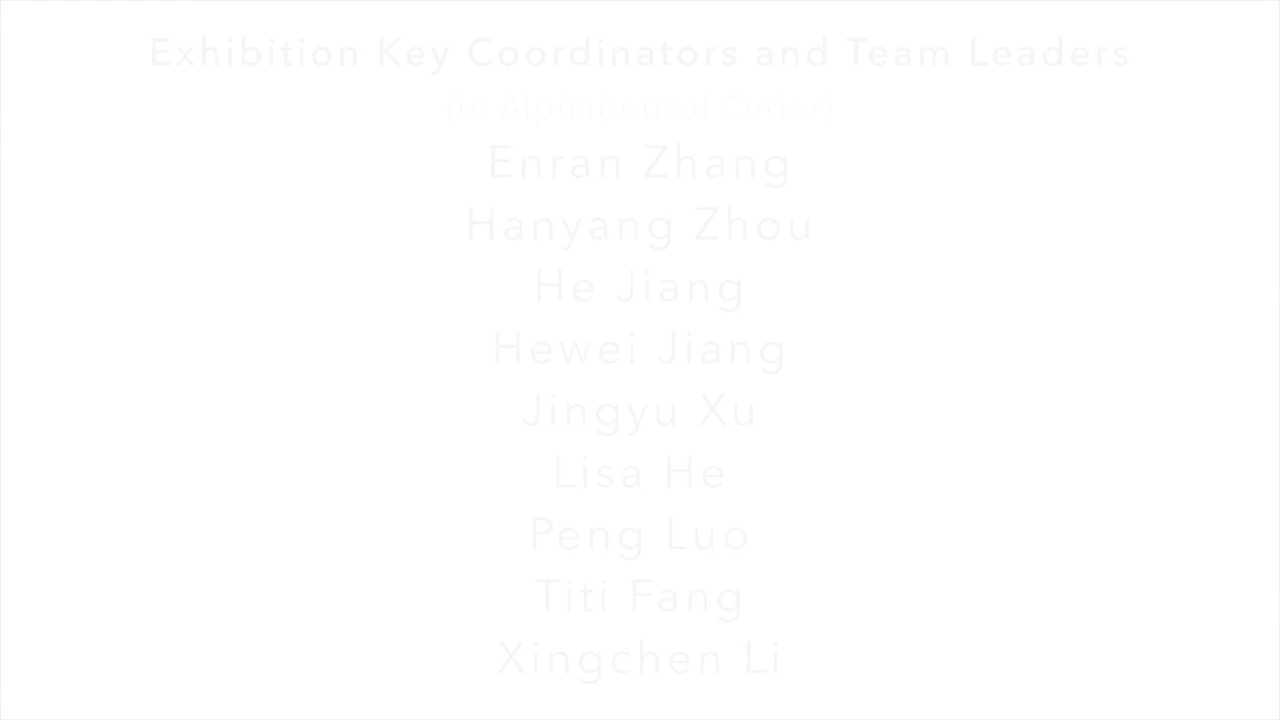 Exhibition Key Coordinators and Team Leaders
(In Alphabetical Order)
Enran Zhang
Hanyang Zhou
He Jiang
Hewei Jiang
Jingyu Xu
Lisa He
Peng Luo
Titi Fang
Xingchen Li